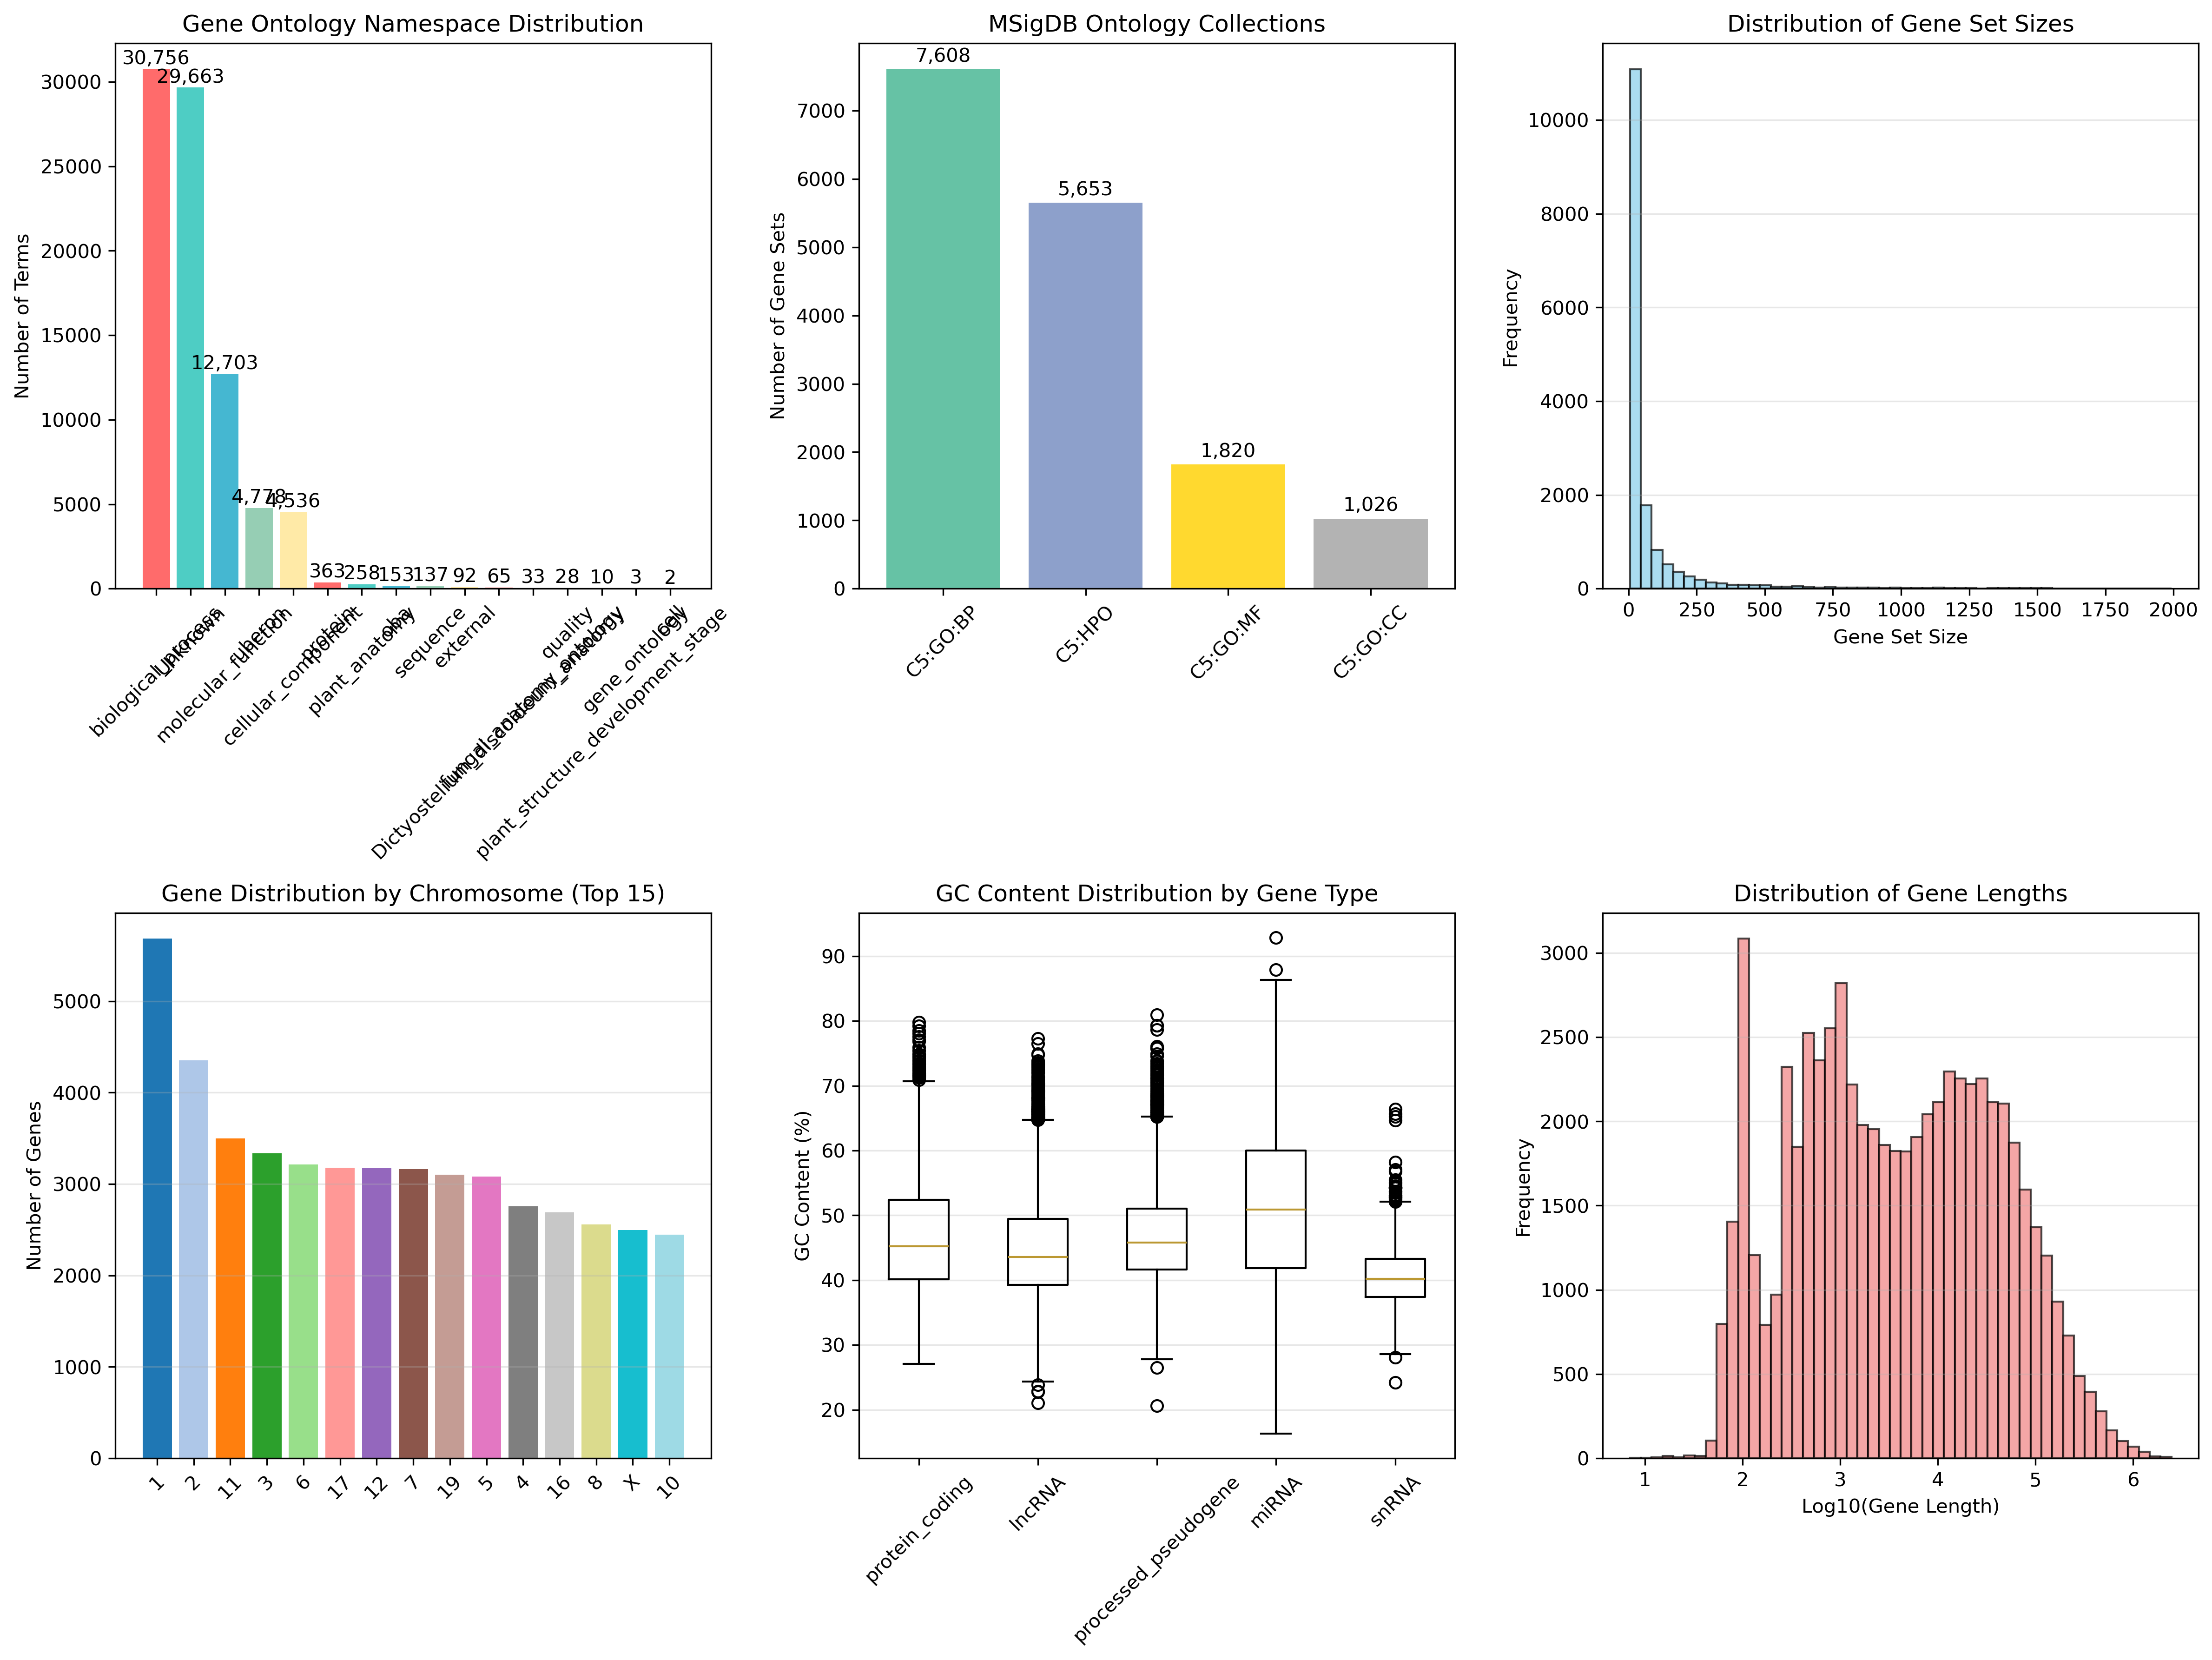 Gene Ontology Namespace Distribution
Number of Terms
30000
25000
20000
15000
10000
5000
0
30,756
29,663
12,703
4,778
4,536
363
258
153
137
92
65
33
28
10
3
2
biological_process
Unknown
molecular_function
uberon
cellular_component
protein
plant_anatomy
oba
sequence
external
Dictyostelium_discoideum_anatomy
fungal_anatomy_ontology
quality
plant_structure_development_stage
gene_ontology
cell
MSigDB Ontology Collections
Number of Gene Sets
7000
6000
5000
4000
3000
2000
1000
0
7,608
5,653
1,820
1,026
C5:GO:BP
C5:HPO
C5:GO:MF
C5:GO:CC
Distribution of Gene Set Sizes
Frequency
10000
8000
6000
4000
2000
0
0 250 500 750 1000 1250 1500 1750 2000
Gene Set Size
Gene Distribution by Chromosome (Top 15)
Number of Genes
5000
4000
3000
2000
1000
0
1 2 11 3 6 17 12 7 19 5 4 16 8 X 10
GC Content Distribution by Gene Type
GC Content (%)
90
80
70
60
50
40
30
20
protein_coding
lncRNA
processed_pseudogene
miRNA
snRNA
Distribution of Gene Lengths
Frequency
3000
2500
2000
1500
1000
500
0
1 2 3 4 5 6
Log10(Gene Length)